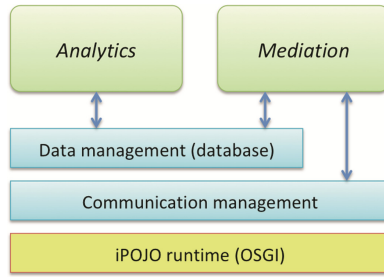 Analytics
Mediation
Data management (database)
Communication management
iPOJO runtime (OSGI)